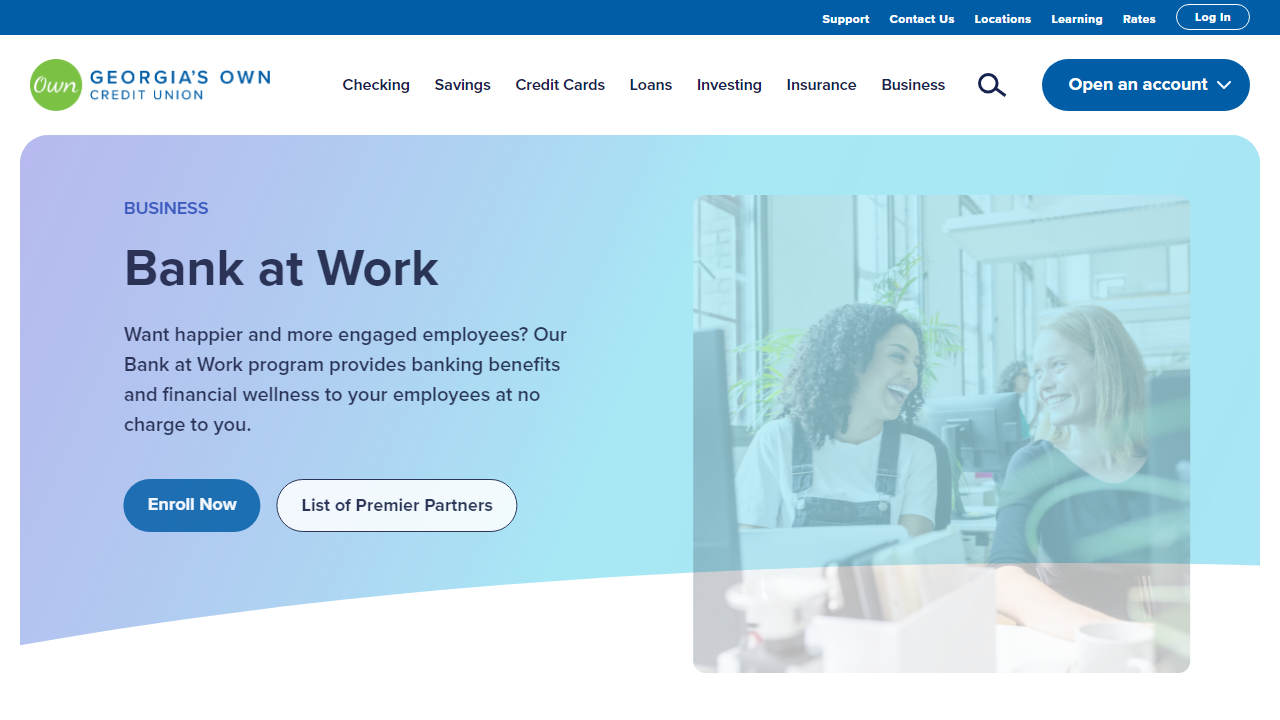 Support Contact Us Locations Learning Rates Log In
Own GEORGIA'S OWN
CREDIT UNION
Checking Savings Credit Cards Loans Investing Insurance Business Open an account
BUSINESS
Bank at Work
Want happier and more engaged employees? Our
Bank at Work program provides banking benefits
and financial wellness to your employees at no
charge to you.
Enroll Now List of Premier Partners